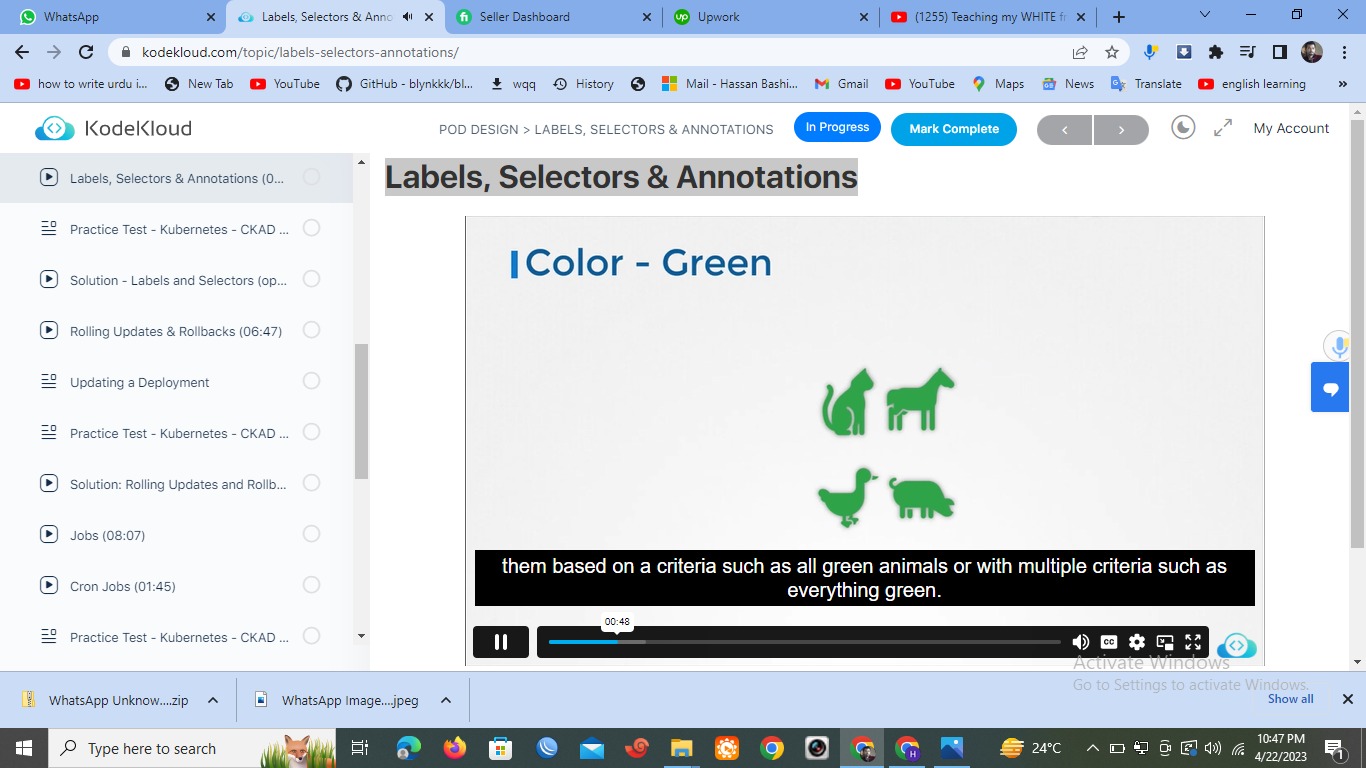 WhatsApp
Labels, Selectors & Anno
Seller Dashboard
Upwork
(1255) Teaching my WHITE fr
kodekloud.com/topic/labels-selectors-annotations/
how to write urdu i... New Tab YouTube GitHub - blynkkk/bl... wqq History Mail - Hassan Bashi... Gmail YouTube Maps News Translate english learning »
KodeKloud
POD DESIGN > LABELS, SELECTORS & ANNOTATIONS
In Progress
Mark Complete
< >
My Account
Labels, Selectors & Annotations (0...
Practice Test - Kubernetes - CKAD ...
Solution - Labels and Selectors (op...
Rolling Updates & Rollbacks (06:47)
Updating a Deployment
Practice Test - Kubernetes - CKAD ...
Solution: Rolling Updates and Rollb...
Jobs (08:07)
Cron Jobs (01:45)
Practice Test - Kubernetes - CKAD ...
Labels, Selectors & Annotations
Color - Green
them based on a criteria such as all green animals or with multiple criteria such as
everything green.
00:48
CC
Activate Windows
Go to Settings to activate Windows.
WhatsApp Unknow....zip
WhatsApp Image....jpeg
Show all
Type here to search
24°C
10:47 PM
4/22/2023
1